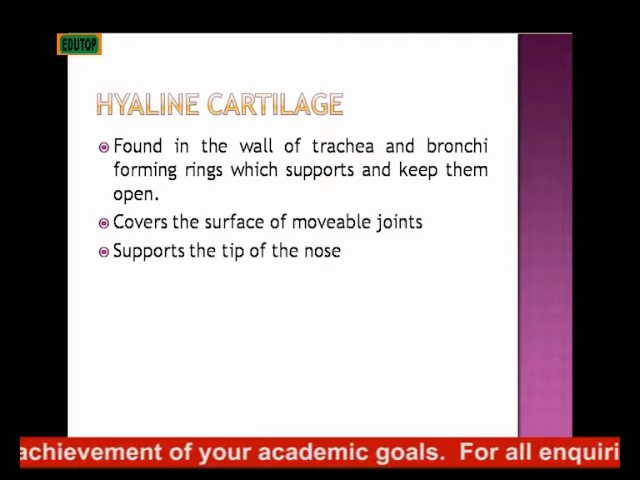 EDUTOP
HYALINE CARTILAGE
Found in the wall of trachea and bronchi
forming rings which supports and keep them
open.
Covers the surface of moveable joints
Supports the tip of the nose
achievement of your academic goals. For all enquiri